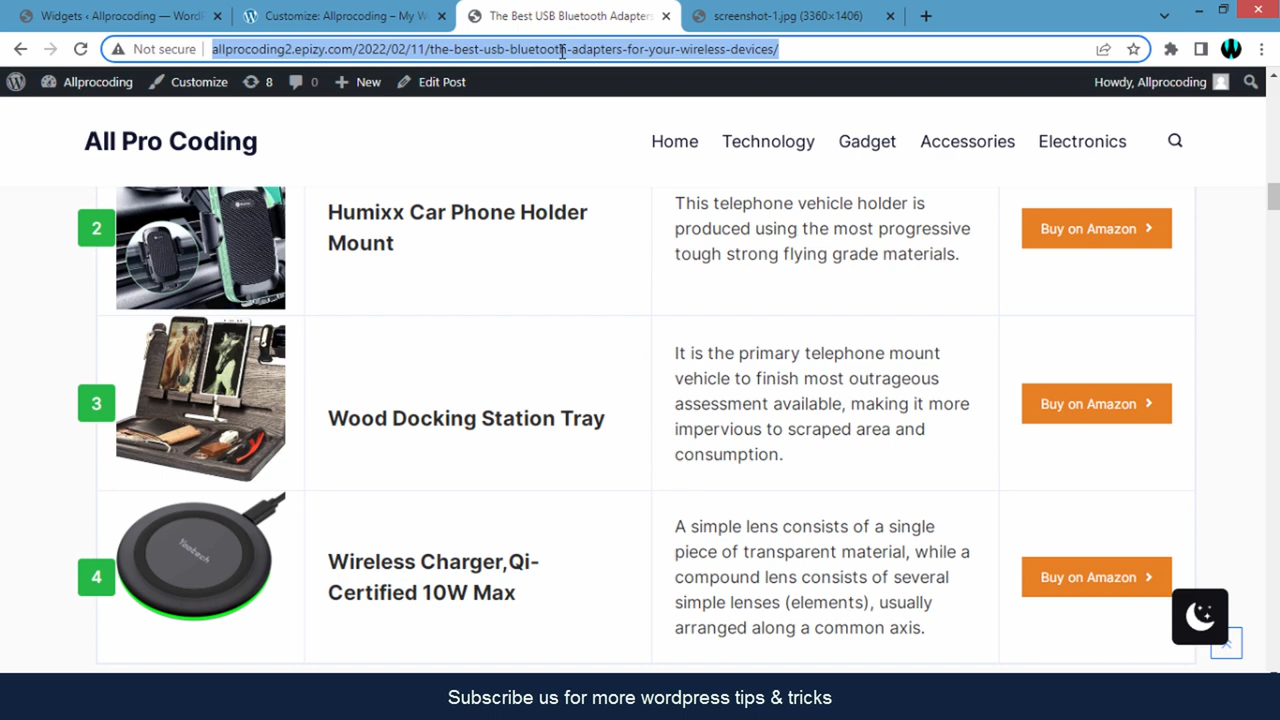 Widgets ‹ Allprocoding — WordP
Customize: Allprocoding – My W
The Best USB Bluetooth Adapters
screenshot-1.jpg (3360×1406)
Not secure
allprocoding2.epizy.com/2022/02/11/the-best-usb-bluetooth-adapters-for-your-wireless-devices/
Allprocoding
Customize
8
0
New
Edit Post
Howdy, Allprocoding
All Pro Coding
Home
Technology
Gadget
Accessories
Electronics
2
Humixx Car Phone Holder
Mount
This telephone vehicle holder is
produced using the most progressive
tough strong flying grade materials.
Buy on Amazon
3
Wood Docking Station Tray
It is the primary telephone mount
vehicle to finish most outrageous
assessment available, making it more
impervious to scraped area and
consumption.
Buy on Amazon
4
Yootech
Wireless Charger,Qi-
Certified 10W Max
A simple lens consists of a single
piece of transparent material, while a
compound lens consists of several
simple lenses (elements), usually
arranged along a common axis.
Buy on Amazon
Subscribe us for more wordpress tips & tricks